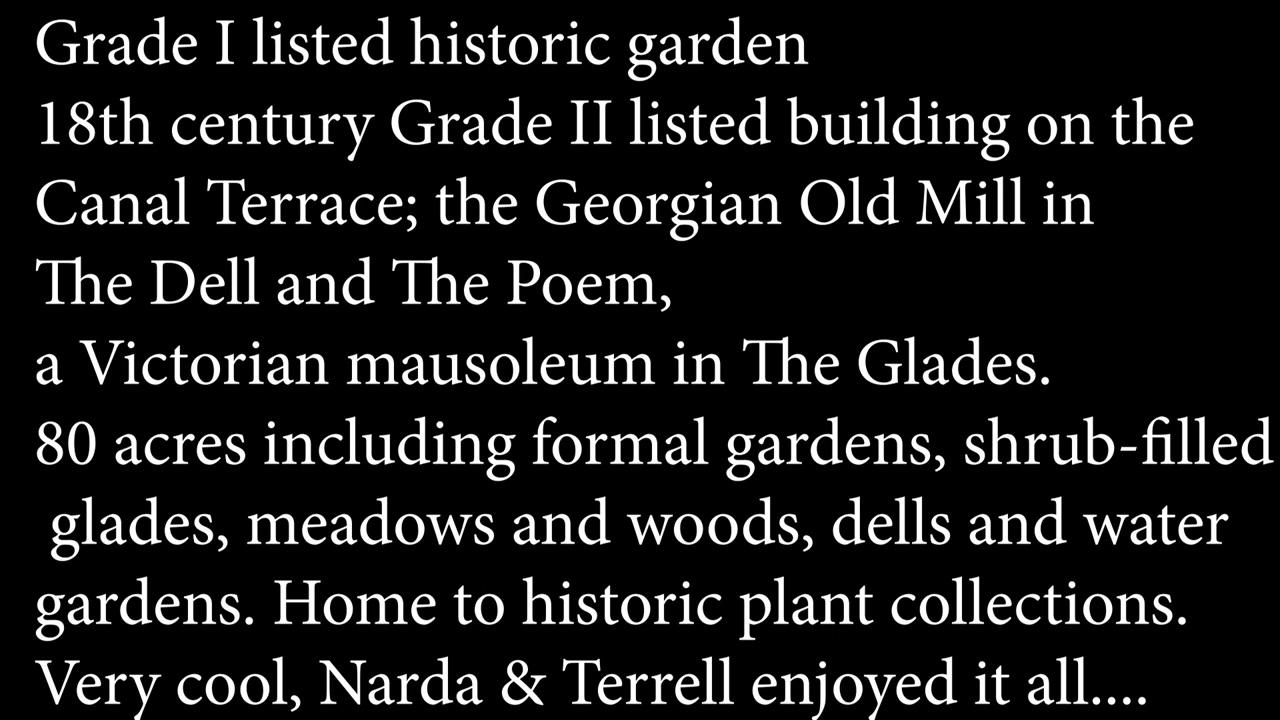 Grade I listed historic garden
18th century Grade II listed building on the
Canal Terrace; the Georgian Old Mill in
The Dell and The Poem,
a Victorian mausoleum in The Glades.
80 acres including formal gardens, shrub-filled
glades, meadows and woods, dells and water
gardens. Home to historic plant collections.
Very cool, Narda & Terrell enjoyed it all....